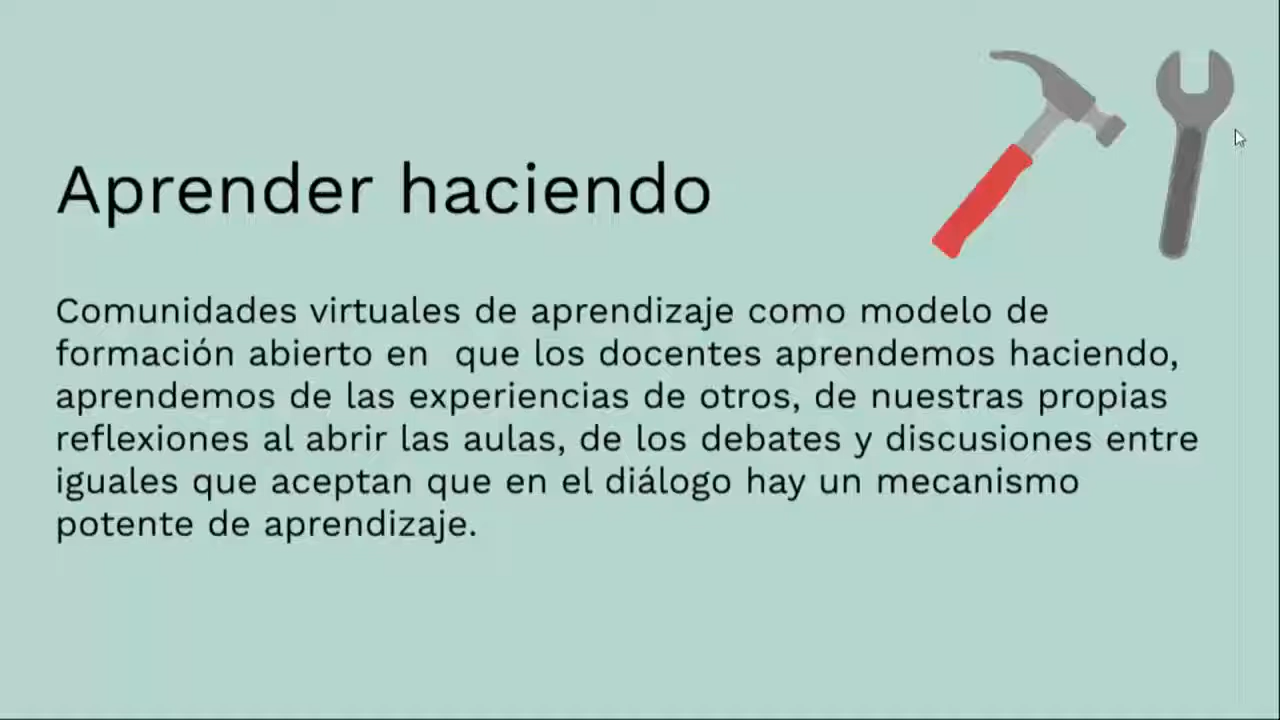 Aprender haciendo
Comunidades virtuales de aprendizaje como modelo de
formación abierto en  que los docentes aprendemos haciendo,
aprendemos de las experiencias de otros, de nuestras propias
reflexiones al abrir las aulas, de los debates y discusiones entre
iguales que aceptan que en el diálogo hay un mecanismo
potente de aprendizaje.